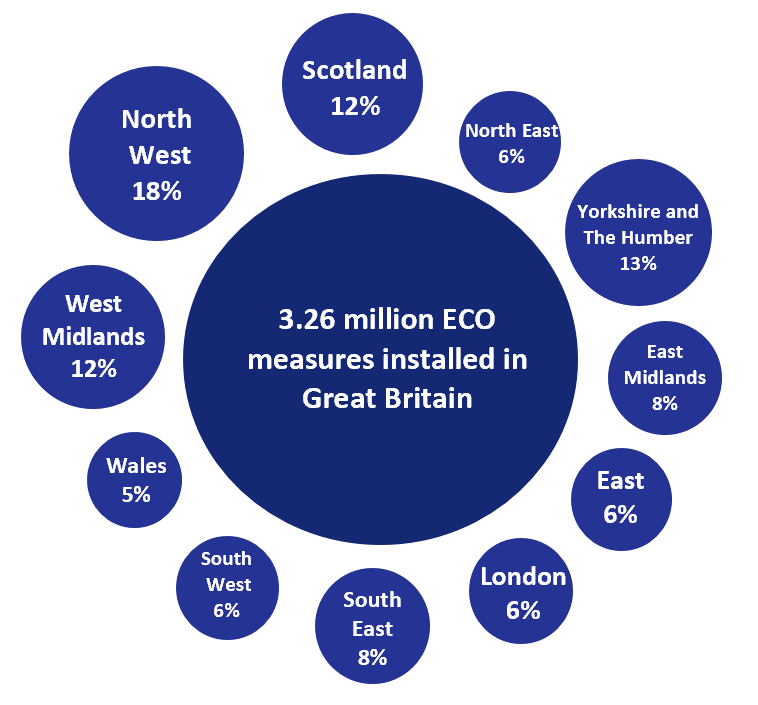 Scotland
12%
North
West
18%
North East
6%
Yorkshire and
The Humber
13%
West
Midlands
12%
3.26 million ECO
measures installed in
Great Britain
East
Midlands
8%
Wales
5%
East
6%
South
West
6%
South
East
8%
London
6%